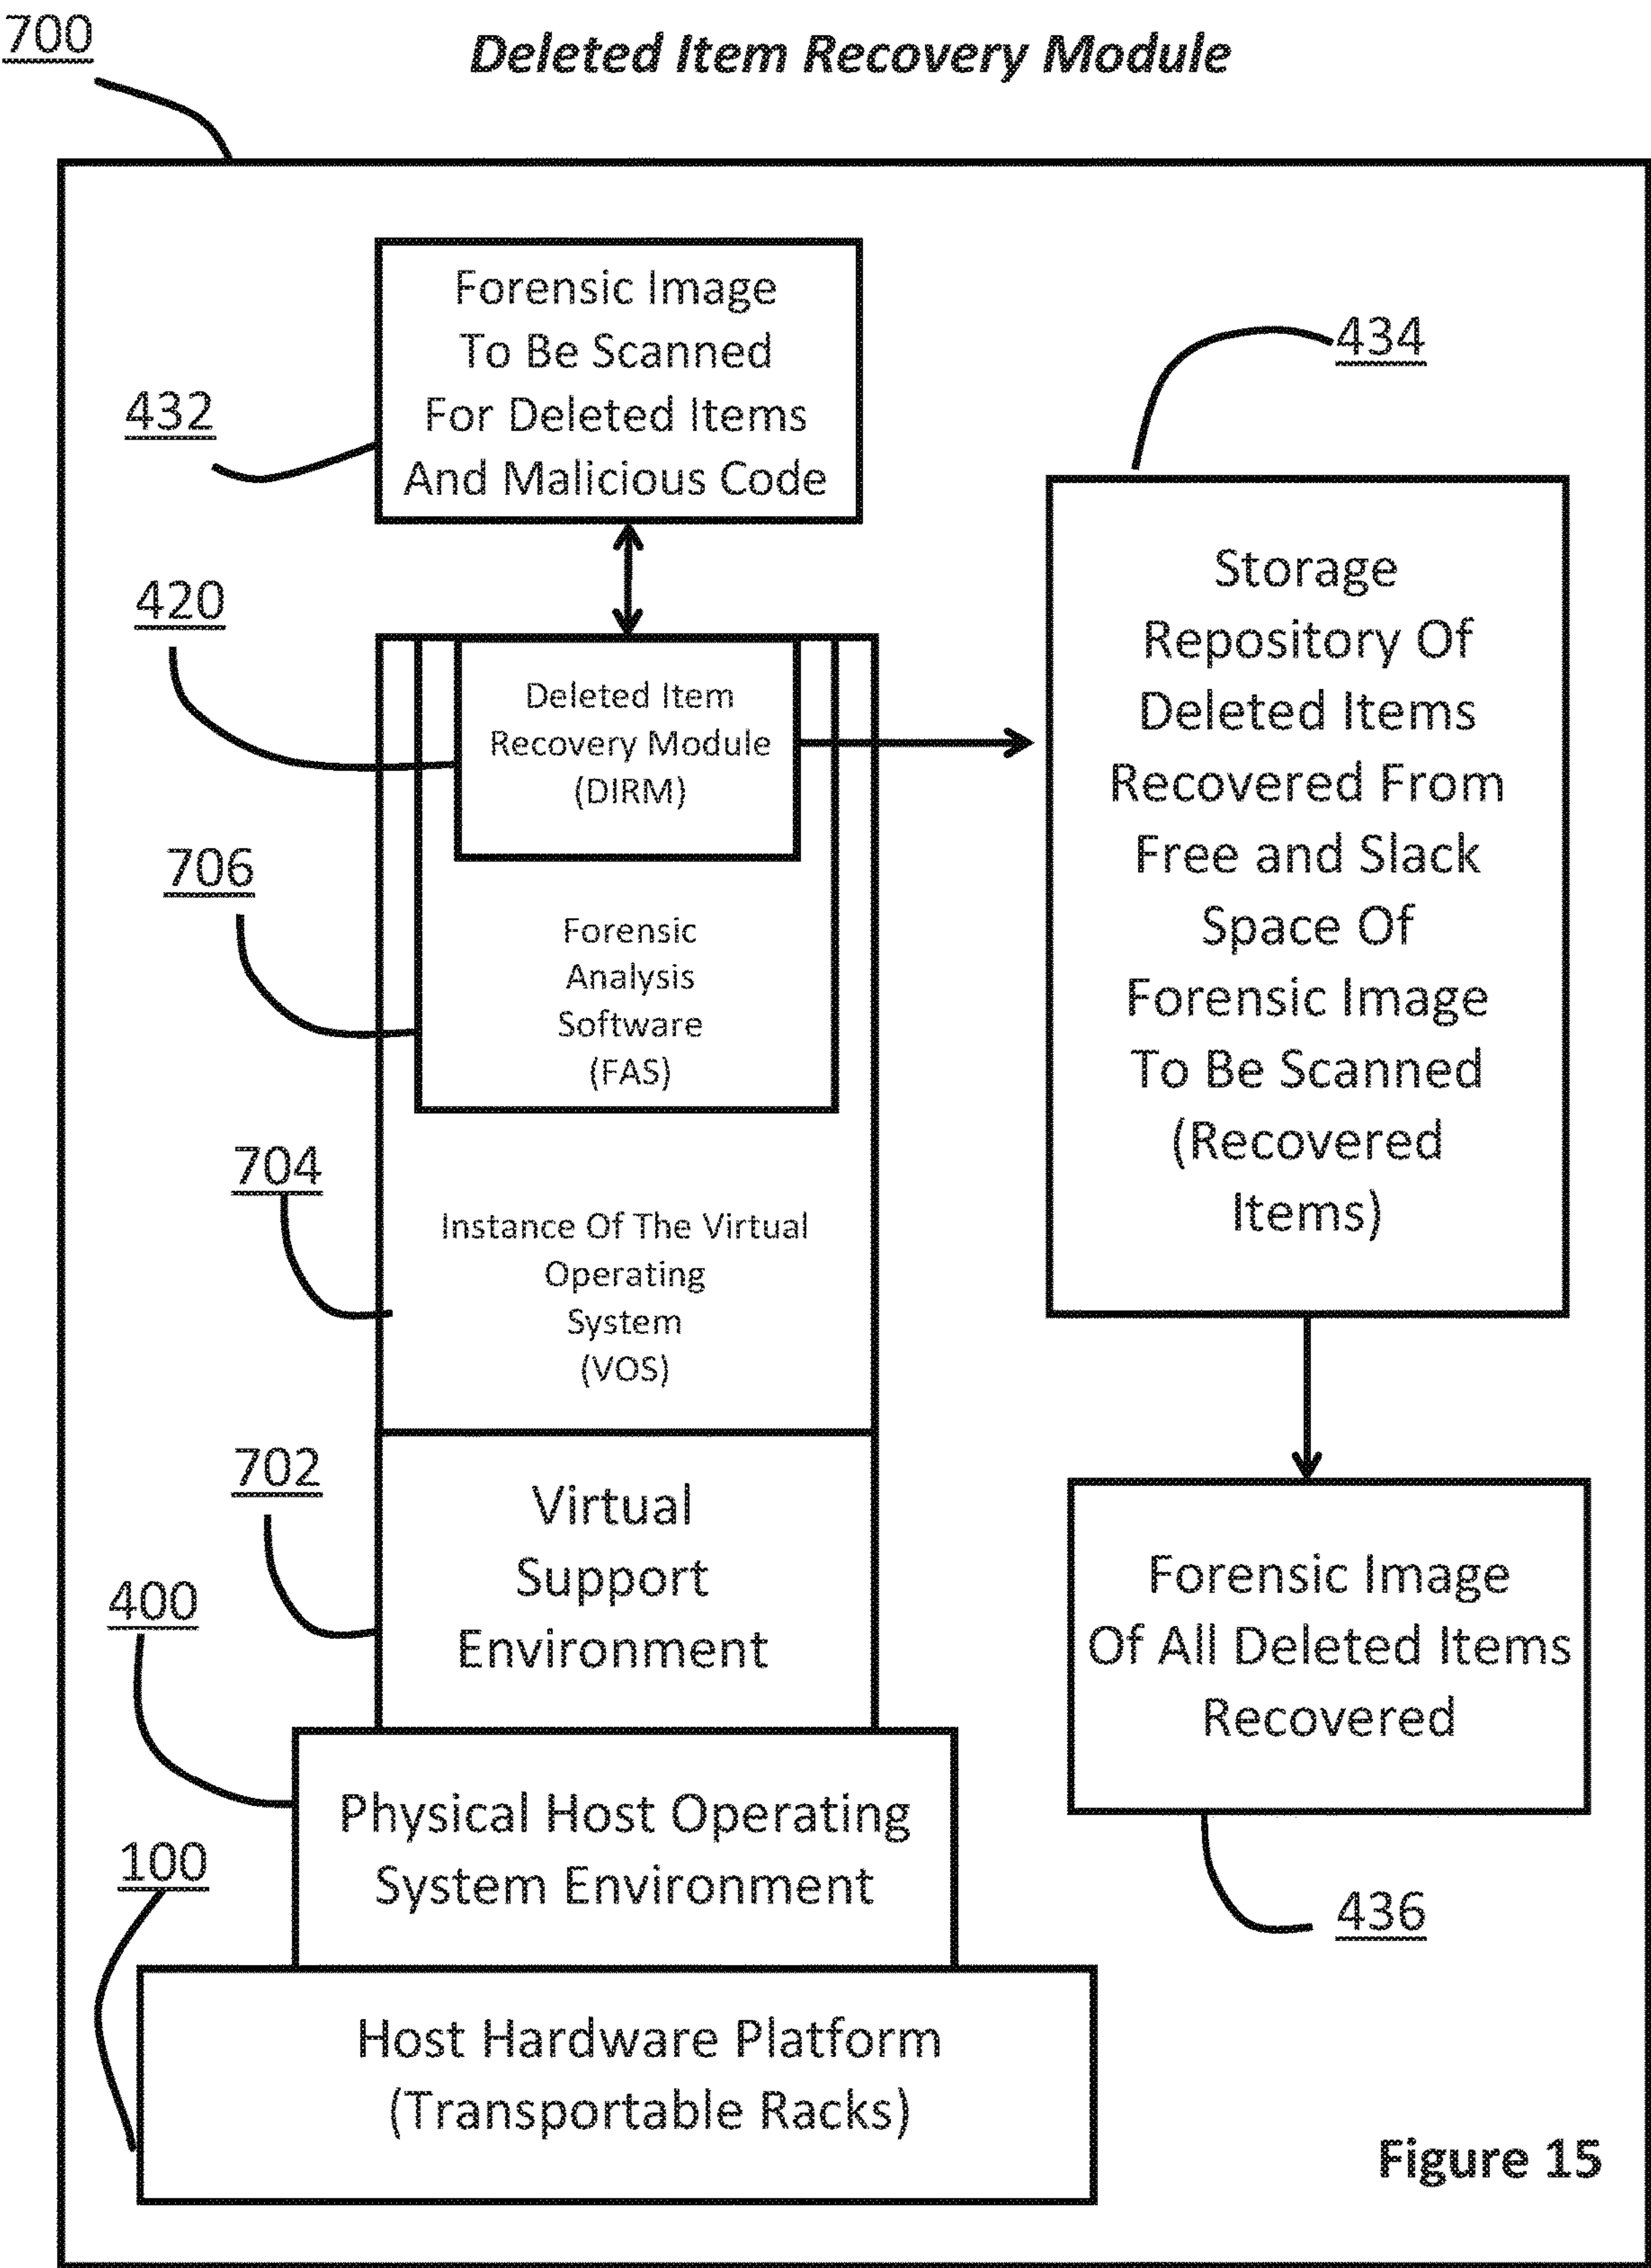 700
Deleted Item Recovery Module
Forensic Image
To Be Scanned
For Deleted Items
And Malicious Code
432
434
420
Deleted Item
Recovery Module
(DIRM)
706
Forensic
Analysis
Software
(FAS)
704
Instance Of The Virtual
Operating
System
(VOS)
Storage
Repository Of
Deleted Items
Recovered From
Free and Slack
Space Of
Forensic Image
To Be Scanned
(Recovered
Items)
702
Virtual
Support
Environment
Forensic Image
Of All Deleted Items
Recovered
436
400
Physical Host Operating
System Environment
100
Host Hardware Platform
(Transportable Racks)
Figure 15